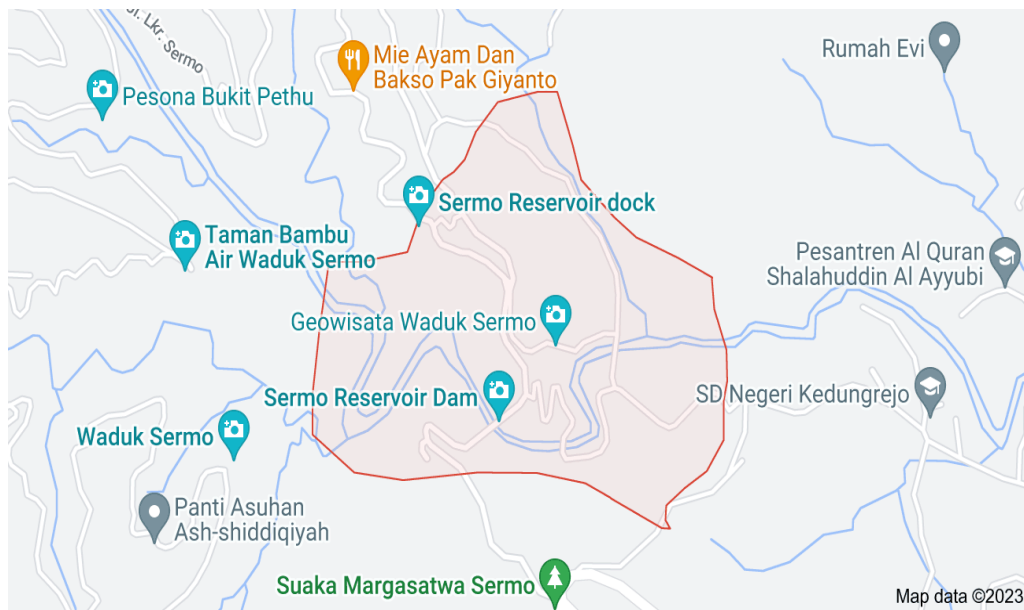 Jl. Lkr. Sermo
Mie Ayam Dan
Bakso Pak Giyanto
Rumah Evi
Pesona Bukit Pethu
Sermo Reservoir dock
Taman Bambu
Air Waduk Sermo
Pesantren Al Quran
Shalahuddin Al Ayyubi
Geowisata Waduk Sermo
Sermo Reservoir Dam
SD Negeri Kedungrejo
Waduk Sermo
Panti Asuhan
Ash-shiddiqiyah
Suaka Margasatwa Sermo
Map data ©2023